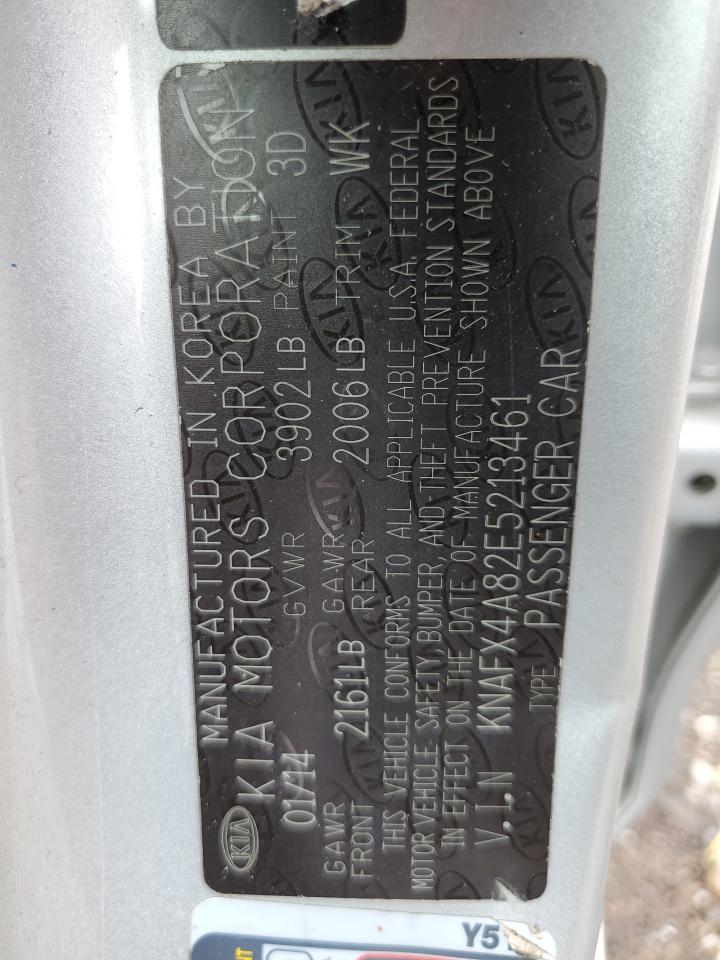 MANUFACTURED IN KOREA BY
KIA KIA MOTORS CORPORATION
01/14 GVWR 3902LB PAINT 3D
GAWR FRONT 2161LB GAWR REAR 2006LB TRIM WK
THIS VEHICLE CONFORMS TO ALL APPLICABLE U.S.A. FEDERAL
MOTOR VEHICLE SAFETY, BUMPER, AND THEFT PREVENTION STANDARDS
IN EFFECT ON THE DATE OF MANUFACTURE SHOWN ABOVE
V.I.N KNAFX4A82E5213461
TYPE PASSENGER CAR